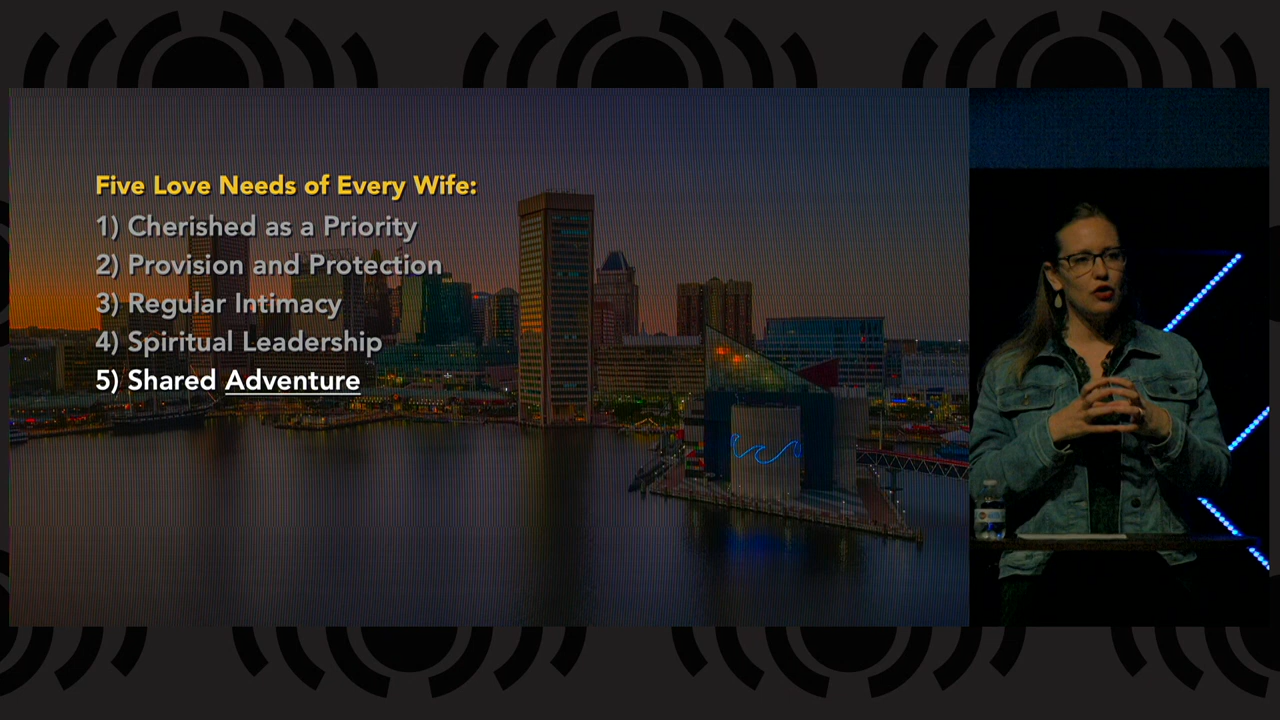 Five Love Needs of Every Wife:
1) Cherished as a Priority
2) Provision and Protection
3) Regular Intimacy
4) Spiritual Leadership
5) Shared Adventure